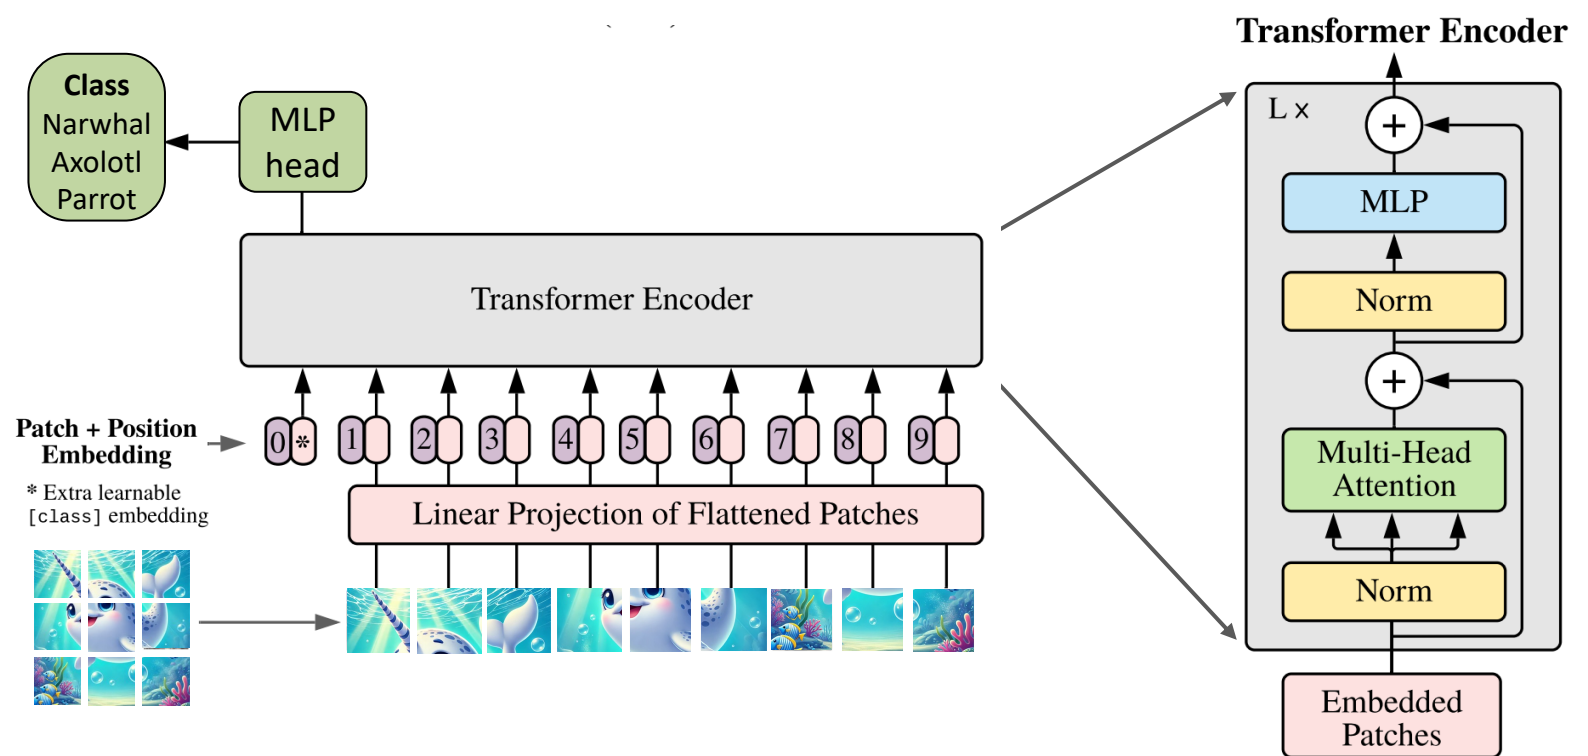 Class
Narwhal
Axolotl
Parrot
MLP
head
Transformer Encoder
Patch + Position
Embedding
0 * 1 2 3 4 5 6 7 8 9
* Extra learnable
[class] embedding
Linear Projection of Flattened Patches
Transformer Encoder
L ×
+
MLP
Norm
+
Multi-Head
Attention
Norm
Embedded
Patches